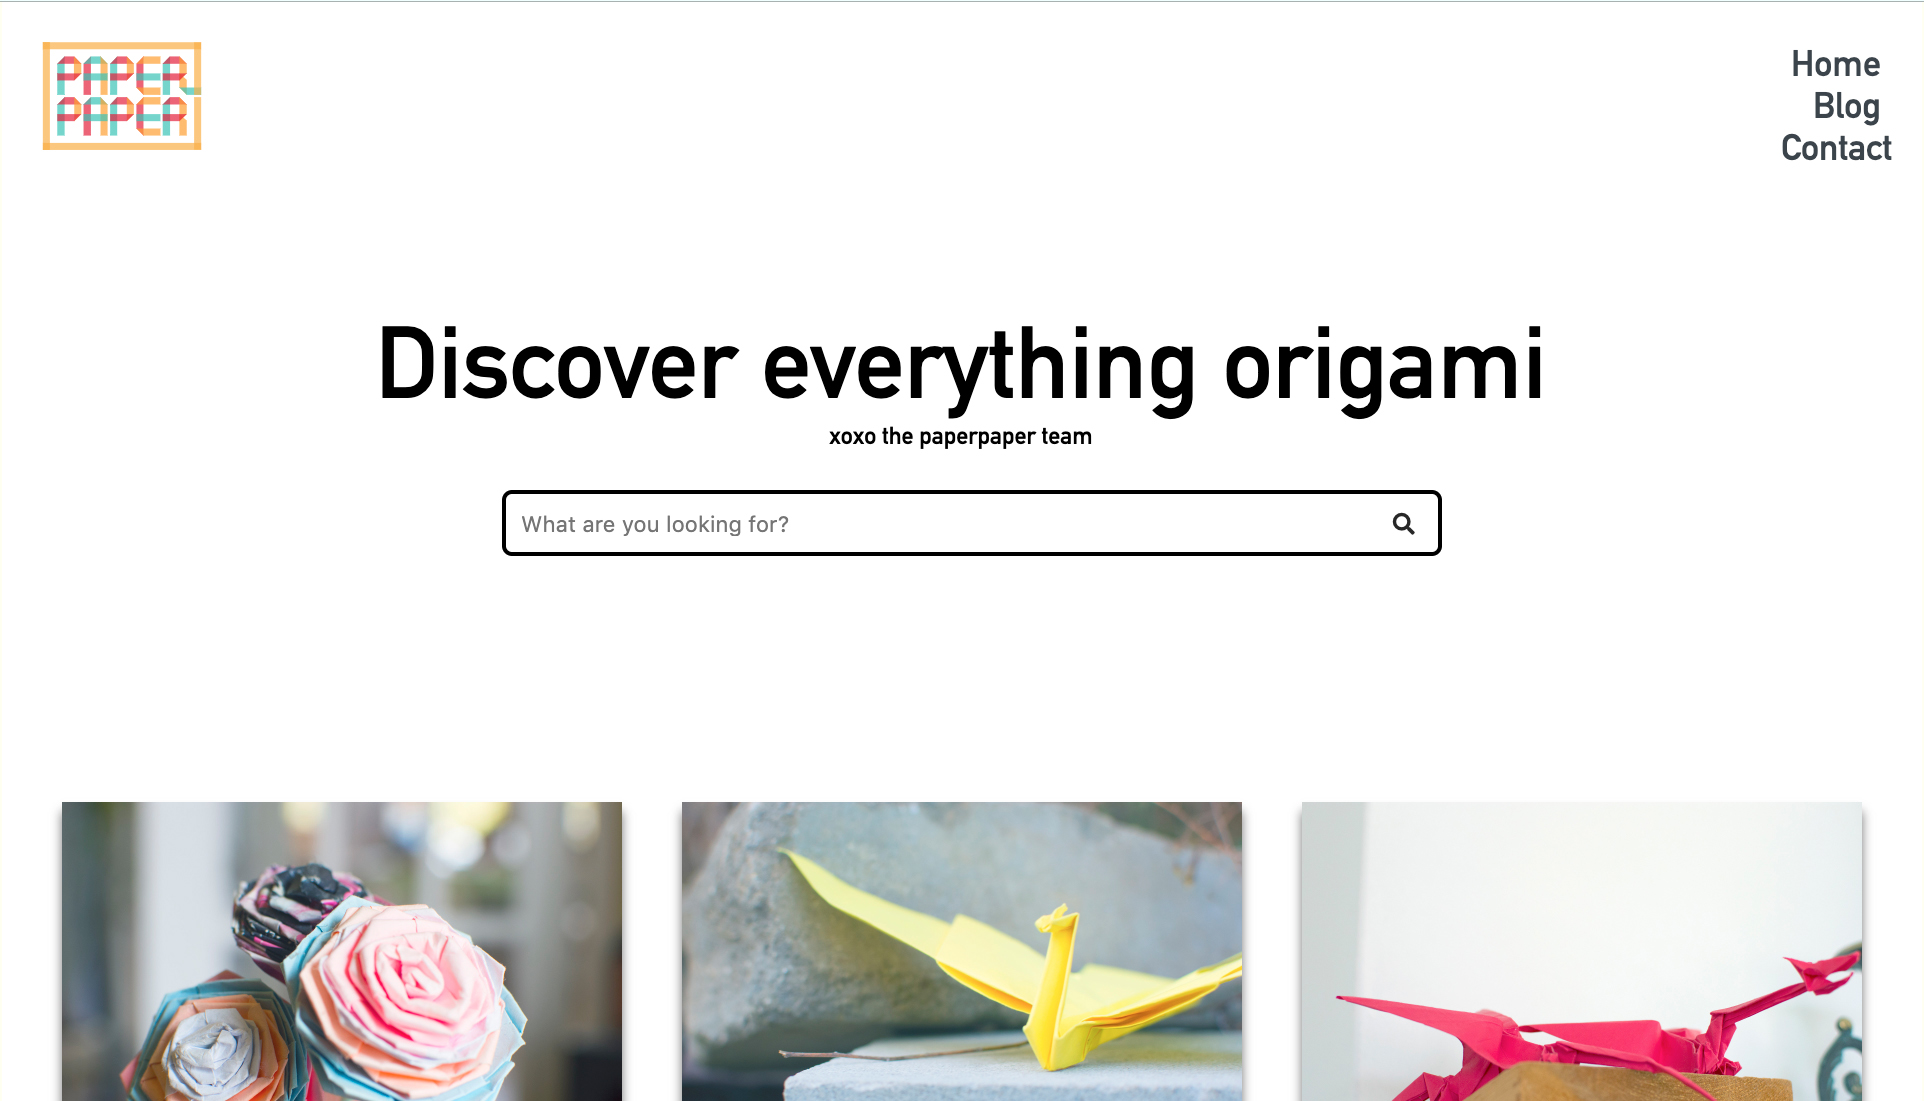 PAPER
PAPER
Home
Blog
Contact
Discover everything origami
xoxo the paperpaper team
What are you looking for?